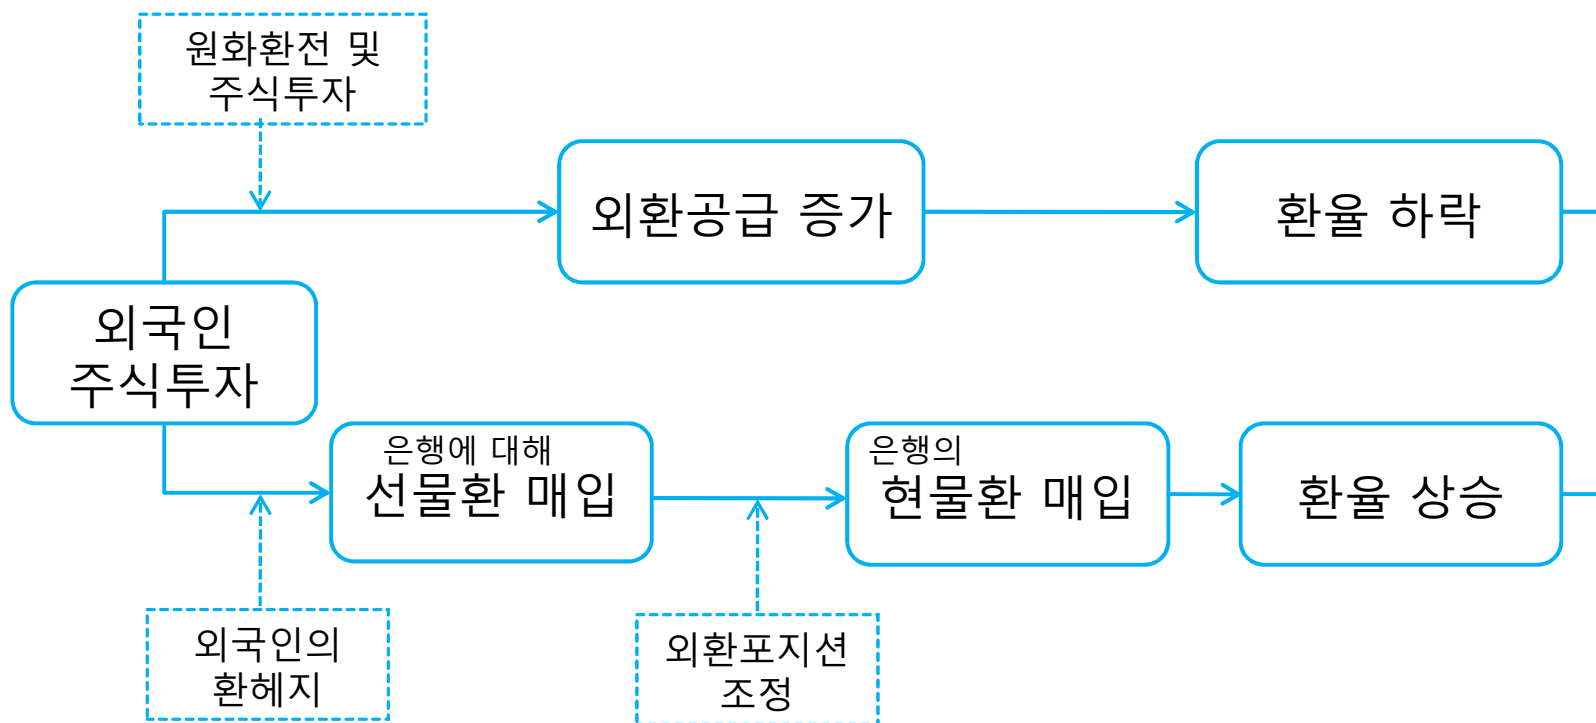 원화환전 및
주식투자
외환공급 증가
환율 하락
외국인
주식투자
은행에 대해
선물환 매입
은행의
현물환 매입
환율 상승
외국인의
환헤지
외환포지션
조정